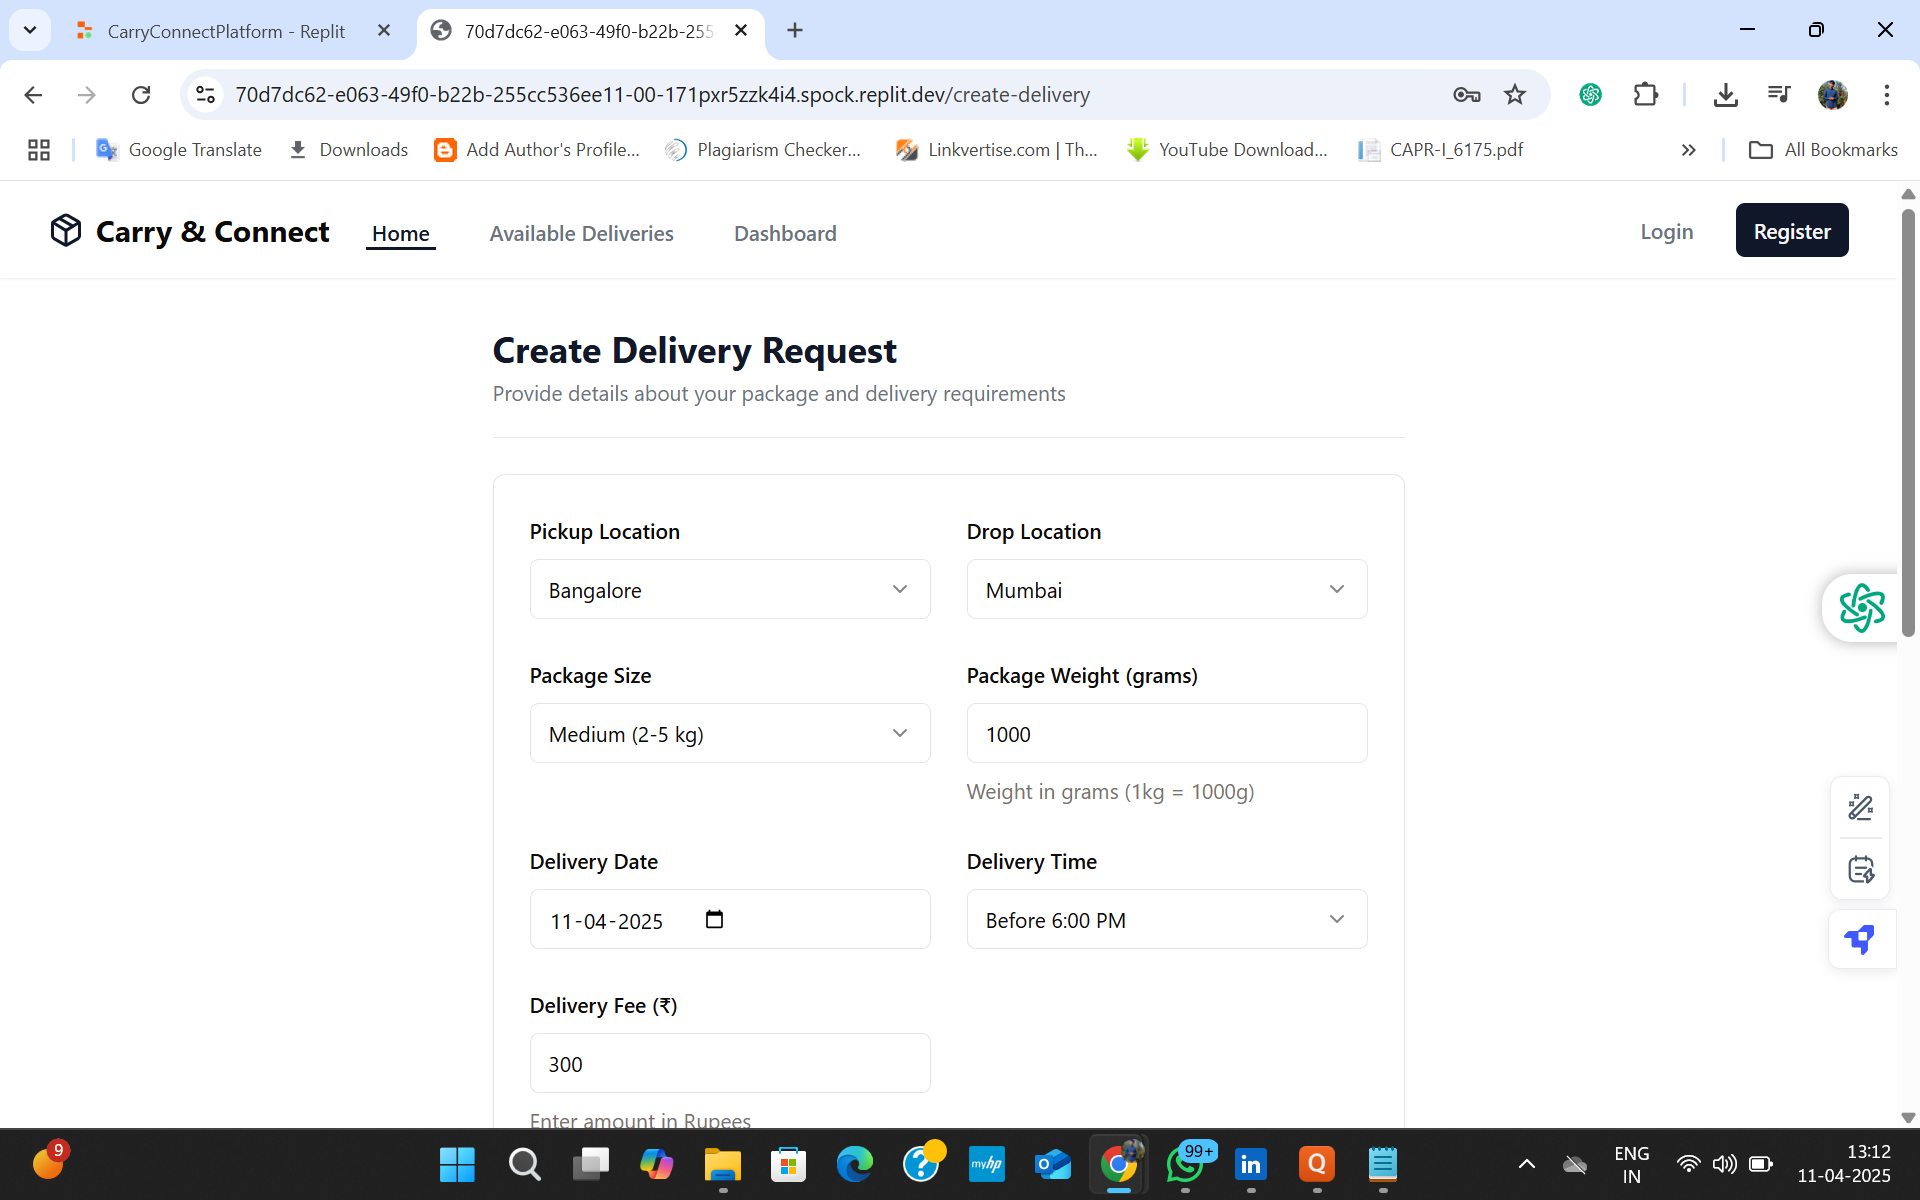 CarryConnectPlatform - Replit
70d7dc62-e063-49f0-b22b-255
70d7dc62-e063-49f0-b22b-255cc536ee11-00-171pxr5zzk4i4.spock.replit.dev/create-delivery
Google Translate
Downloads
Add Author's Profile...
Plagiarism Checker...
Linkvertise.com | Th...
YouTube Download...
CAPR-I_6175.pdf
All Bookmarks
Carry & Connect
Home
Available Deliveries
Dashboard
Login
Register
Create Delivery Request
Provide details about your package and delivery requirements
Pickup Location
Drop Location
Bangalore
Mumbai
Package Size
Package Weight (grams)
Medium (2-5 kg)
1000
Weight in grams (1kg = 1000g)
Delivery Date
Delivery Time
11-04-2025
Before 6:00 PM
Delivery Fee (₹)
300
Enter amount in Rupees
9
myhp
99+
in
Q
ENG
IN
13:12
11-04-2025